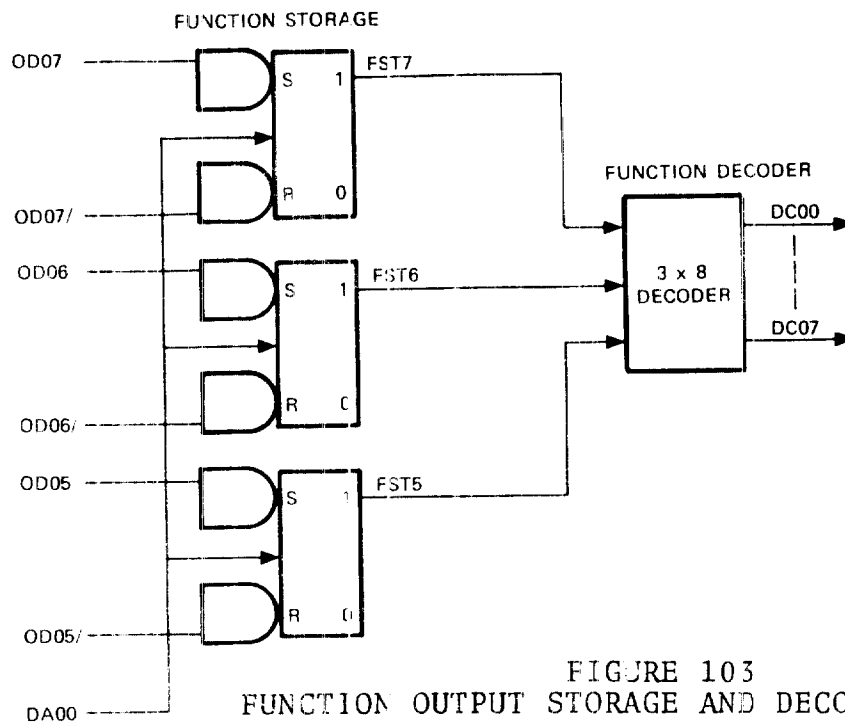 FUNCTION STORAGE
OD07
S 1
FST7
R 0
OD07/
FUNCTION DECODER
DC00
3 x 8
DECODER
DC07
OD06
S 1
FST6
R 0
OD06/
OD05
S 1
FST5
R 0
OD05/
DA00
FIGURE 103
FUNCTION OUTPUT STORAGE AND DECO